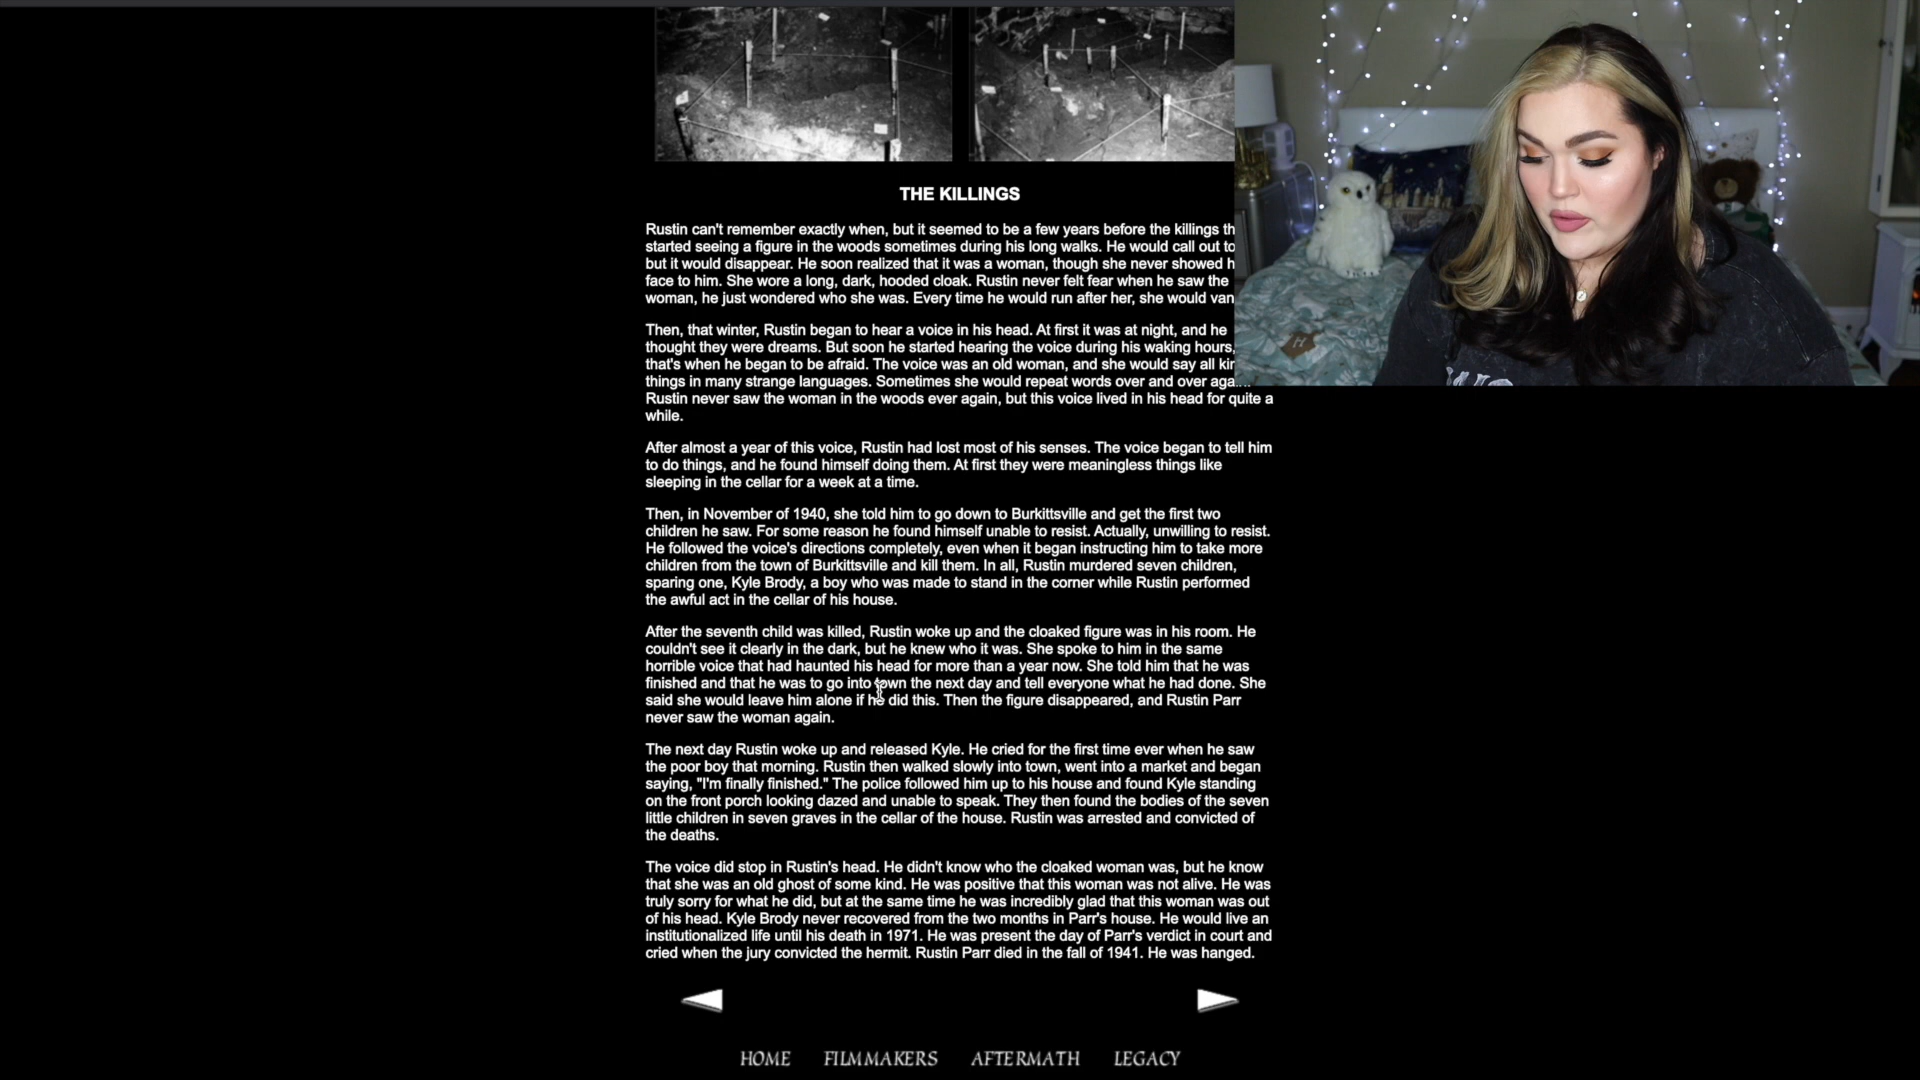 THE KILLINGS
Rustin can't remember exactly when, but it seemed to be a few years before the killings th
started seeing a figure in the woods sometimes during his long walks. He would call out to
but it would disappear. He soon realized that it was a woman, though she never showed h
face to him. She wore a long, dark, hooded cloak. Rustin never felt fear when he saw the
woman, he just wondered who she was. Every time he would run after her, she would van
Then, that winter, Rustin began to hear a voice in his head. At first it was at night, and he
thought they were dreams. But soon he started hearing the voice during his waking hours,
that's when he began to be afraid. The voice was an old woman, and she would say all kin
things in many strange languages. Sometimes she would repeat words over and over aga
Rustin never saw the woman in the woods ever again, but this voice lived in his head for quite a
while.
After almost a year of this voice, Rustin had lost most of his senses. The voice began to tell him
to do things, and he found himself doing them. At first they were meaningless things like
sleeping in the cellar for a week at a time.
Then, in November of 1940, she told him to go down to Burkittsville and get the first two
children he saw. For some reason he found himself unable to resist. Actually, unwilling to resist.
He followed the voice's directions completely, even when it began instructing him to take more
children from the town of Burkittsville and kill them. In all, Rustin murdered seven children,
sparing one, Kyle Brody, a boy who was made to stand in the corner while Rustin performed
the awful act in the cellar of his house.
After the seventh child was killed, Rustin woke up and the cloaked figure was in his room. He
couldn't see it clearly in the dark, but he knew who it was. She spoke to him in the same
horrible voice that had haunted his head for more than a year now. She told him that he was
finished and that he was to go into town the next day and tell everyone what he had done. She
said she would leave him alone if he did this. Then the figure disappeared, and Rustin Parr
never saw the woman again.
The next day Rustin woke up and released Kyle. He cried for the first time ever when he saw
the poor boy that morning. Rustin then walked slowly into town, went into a market and began
saying, "I'm finally finished." The police followed him up to his house and found Kyle standing
on the front porch looking dazed and unable to speak. They then found the bodies of the seven
little children in seven graves in the cellar of the house. Rustin was arrested and convicted of
the deaths.
The voice did stop in Rustin's head. He didn't know who the cloaked woman was, but he know
that she was an old ghost of some kind. He was positive that this woman was not alive. He was
truly sorry for what he did, but at the same time he was incredibly glad that this woman was out
of his head. Kyle Brody never recovered from the two months in Parr's house. He would live an
institutionalized life until his death in 1971. He was present the day of Parr's verdict in court and
cried when the jury convicted the hermit. Rustin Parr died in the fall of 1941. He was hanged.
HOME FILMMAKERS AFTERMATH LEGACY